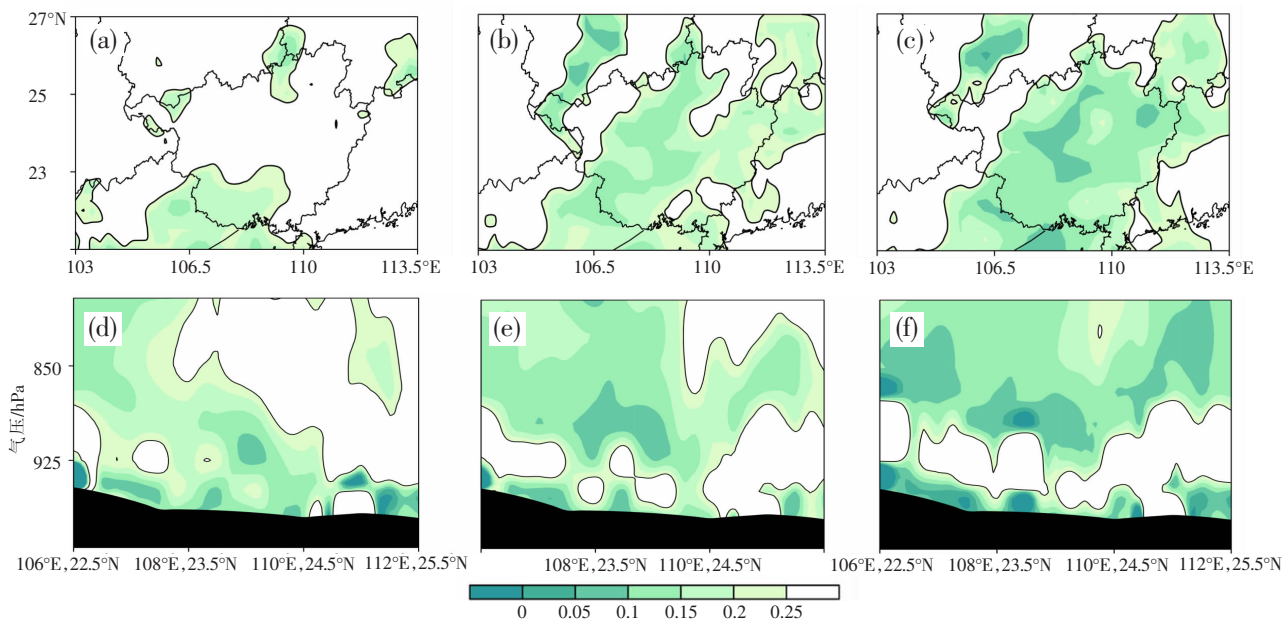 27°N
25
23
(a)
(b)
(c)
103 106.5 110 113.5°E
103 106.5 110 113.5°E
103 106.5 110 113.5°E
气压/hPa
850
925
(d)
(e)
(f)
106°E,22.5°N 108°E,23.5°N 110°E,24.5°N 112°E,25.5°N
108°E,23.5°N 110°E,24.5°N
106°E,22.5°N 108°E,23.5°N 110°E,24.5°N 112°E,25.5°N
0 0.05 0.1 0.15 0.2 0.25